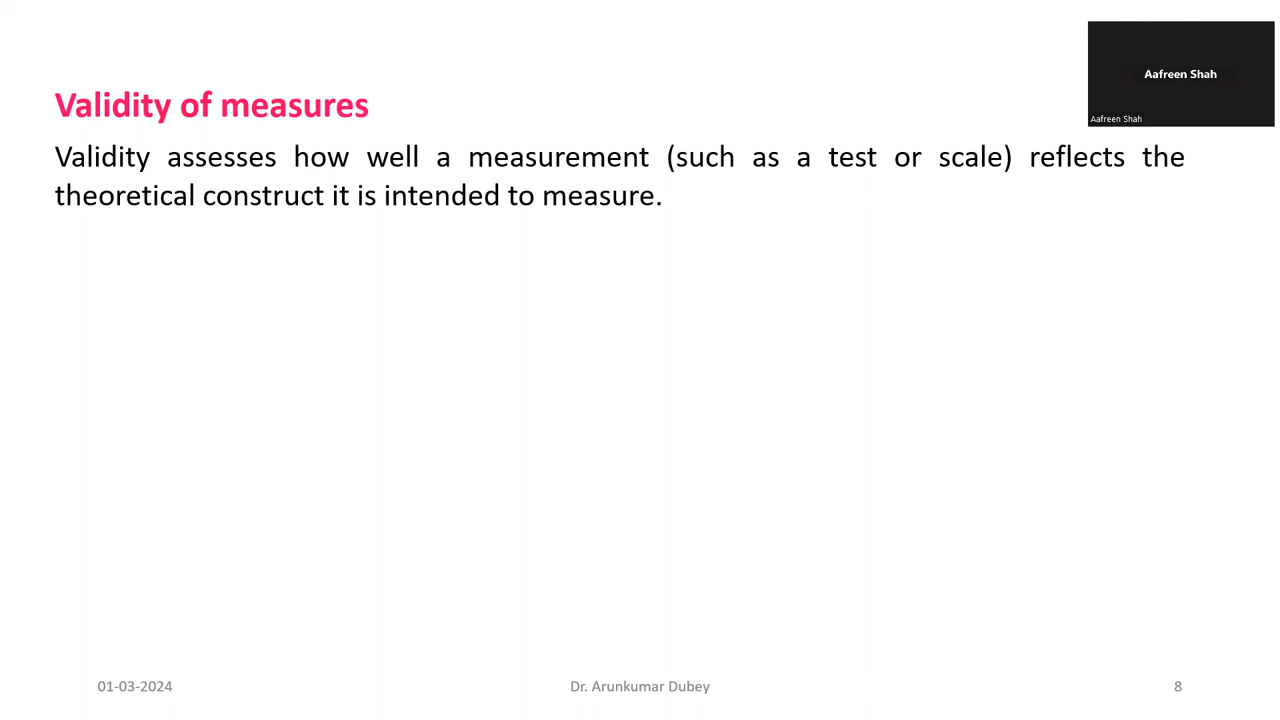 Aafreen Shah
Aafreen Shah
Validity of measures
Validity assesses how well a measurement (such as a test or scale) reflects the
theoretical construct it is intended to measure.
01-03-2024
Dr. Arunkumar Dubey
8